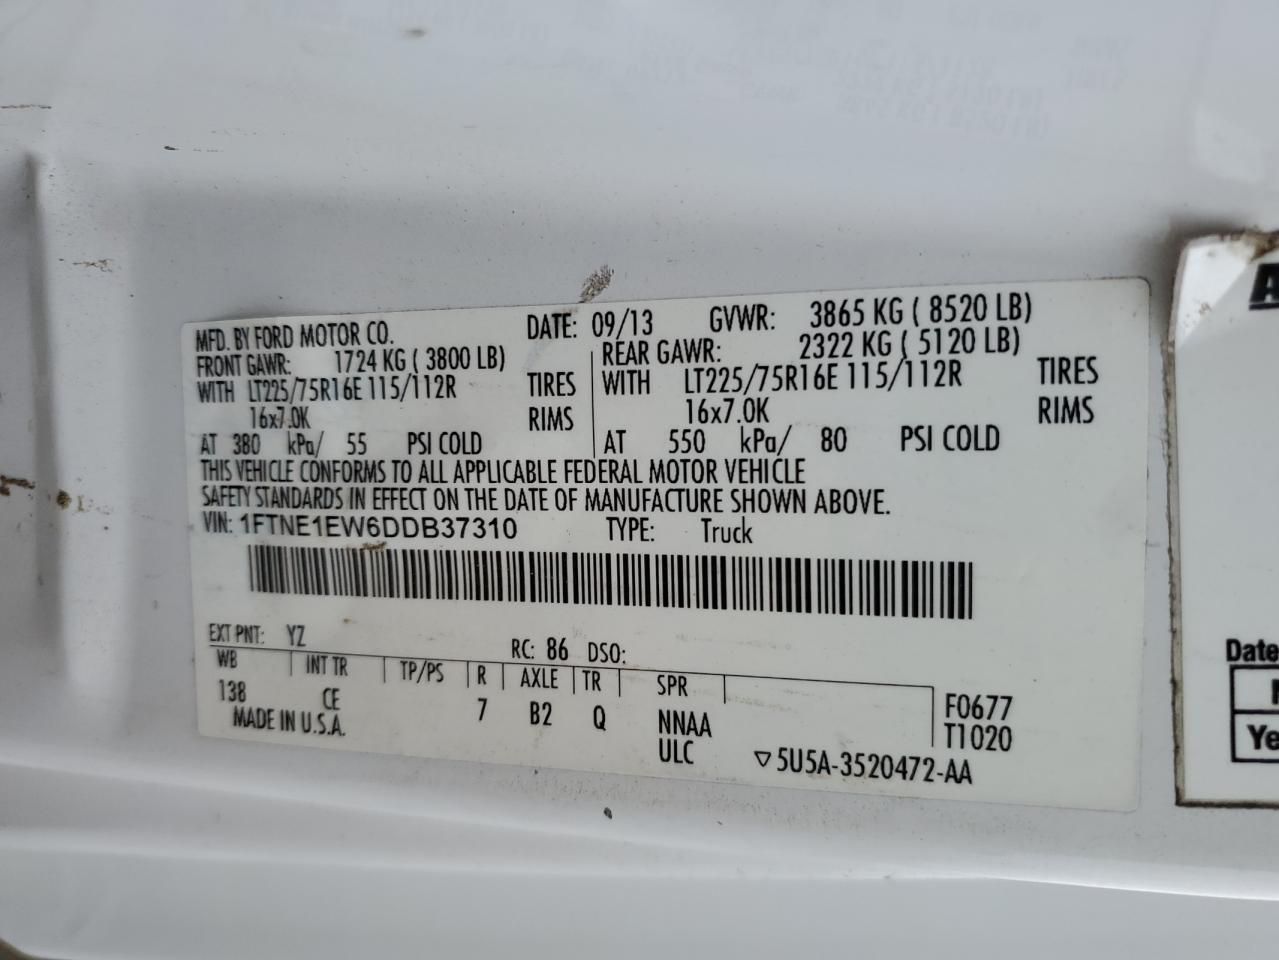 MFD. BY FORD MOTOR CO. DATE: 09/13 GVWR: 3865 KG ( 8520 LB)
FRONT GAWR: 1724 KG ( 3800 LB) REAR GAWR: 2322 KG ( 5120 LB)
WITH LT225/75R16E 115/112R TIRES WITH LT225/75R16E 115/112R TIRES
16x7.0K RIMS 16x7.0K RIMS
AT 380 kPa/ 55 PSI COLD AT 550 kPa/ 80 PSI COLD
THIS VEHICLE CONFORMS TO ALL APPLICABLE FEDERAL MOTOR VEHICLE
SAFETY STANDARDS IN EFFECT ON THE DATE OF MANUFACTURE SHOWN ABOVE.
VIN: 1FTNE1EW6DDB37310 TYPE: Truck
EXT PNT: YZ RC: 86 DSO:
WB INT TR TP/PS R AXLE TR SPR
138 CE 7 B2 Q NNAA F0677
MADE IN U.S.A. ULC T1020
▽5U5A-3520472-AA
Date